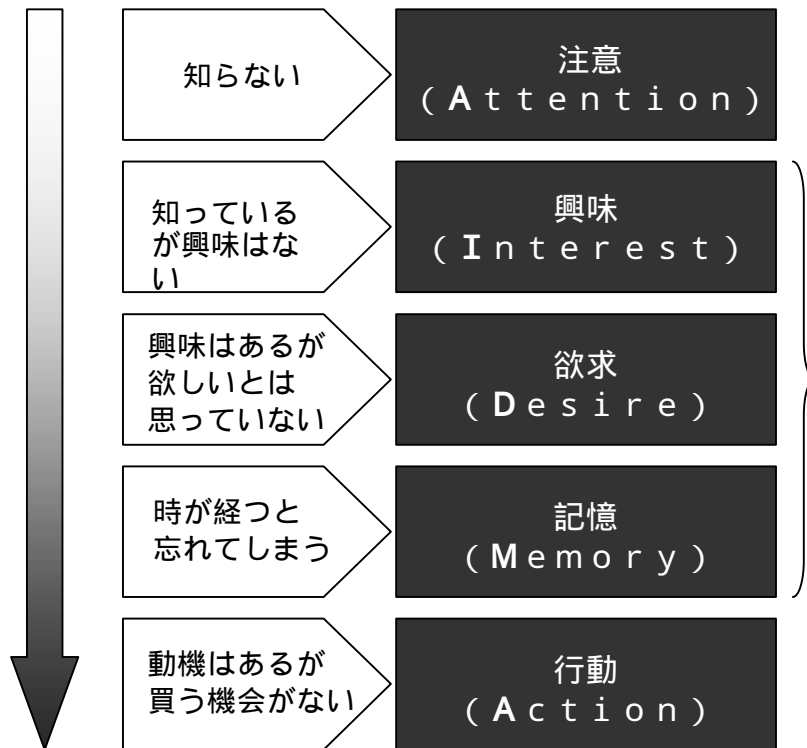 知らない
注意
（Ａｔｔｅｎｔｉｏｎ）
知っている
が興味はな
い
興味
（Ｉｎｔｅｒｅｓｔ）
興味はあるが
欲しいとは
思っていない
欲求
（Ｄｅｓｉｒｅ）
時が経つと
忘れてしまう
記憶
（Ｍｅｍｏｒｙ）
動機はあるが
買う機会がない
行動
（Ａｃｔｉｏｎ）